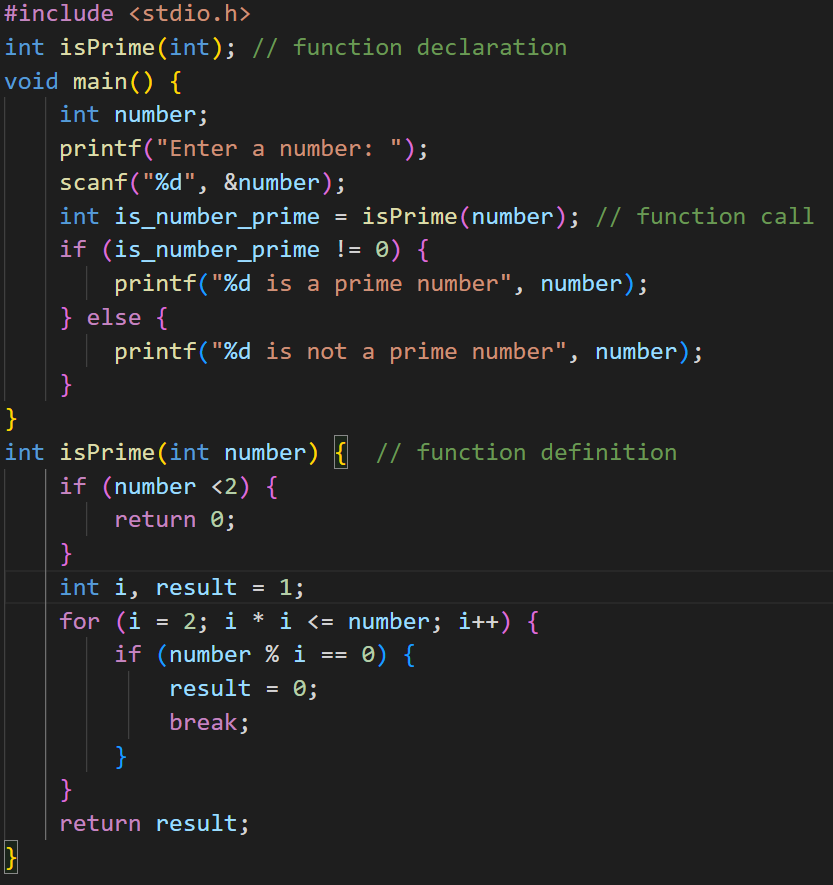 #include <stdio.h>
int isPrime(int); // function declaration
void main() {
    int number;
    printf("Enter a number: ");
    scanf("%d", &number);
    int is_number_prime = isPrime(number); // function call
    if (is_number_prime != 0) {
        printf("%d is a prime number", number);
    } else {
        printf("%d is not a prime number", number);
    }
}
int isPrime(int number) {  // function definition
    if (number <2) {
        return 0;
    }
    int i, result = 1;
    for (i = 2; i * i <= number; i++) {
        if (number % i == 0) {
            result = 0;
            break;
        }
    }
    return result;
}